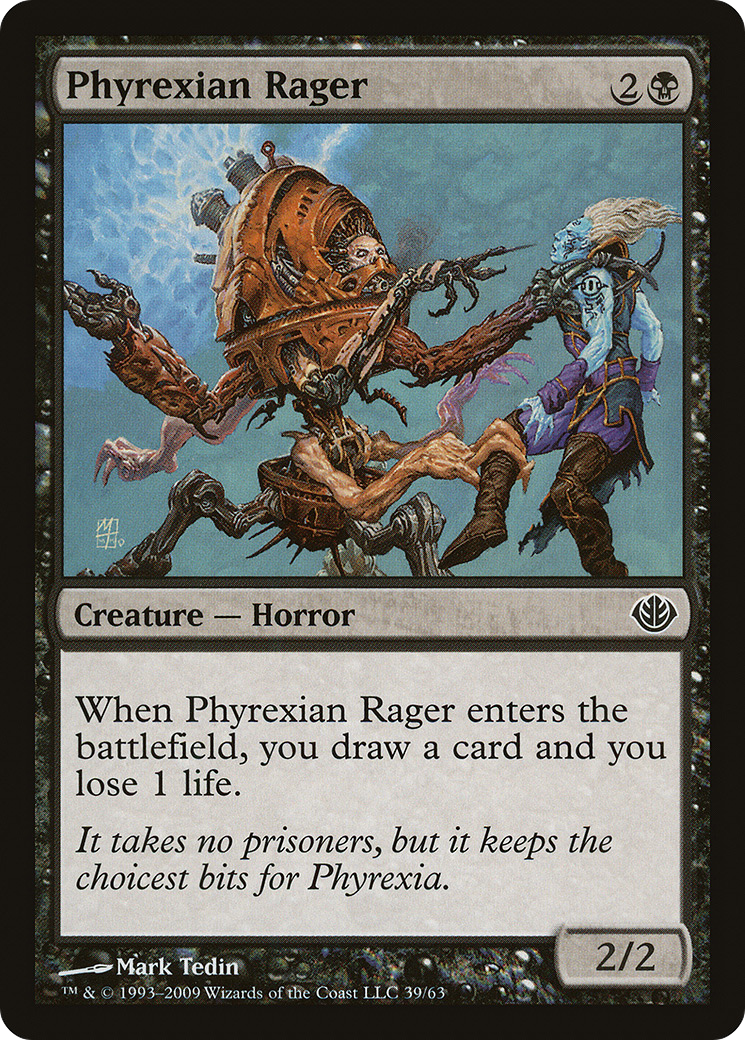 Phyrexian Rager 2
Creature — Horror
When Phyrexian Rager enters the
battlefield, you draw a card and you
lose 1 life.
It takes no prisoners, but it keeps the
choicest bits for Phyrexia.
2/2
Mark Tedin
™ & © 1993–2009 Wizards of the Coast LLC 39/63